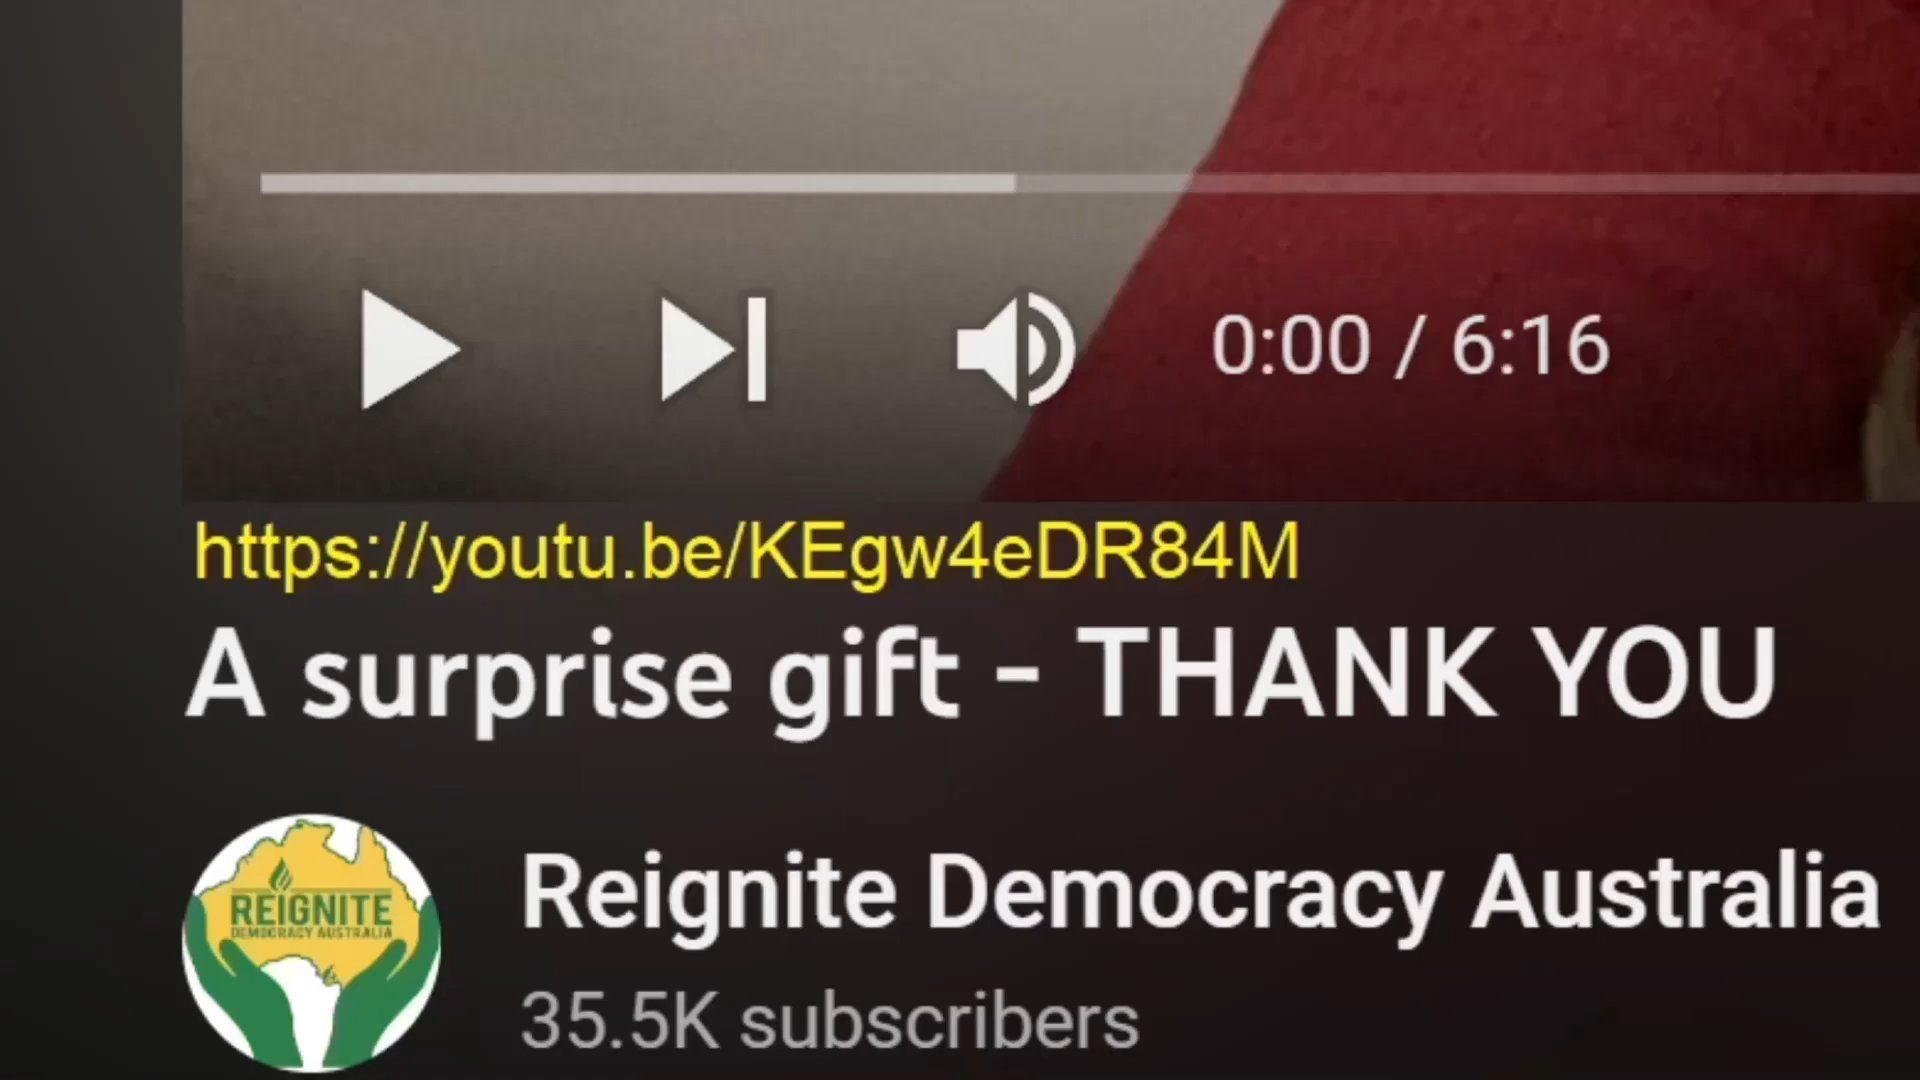 0:00 / 6:16
https://youtu.be/KEgw4eDR84M
A surprise gift - THANK YOU
REIGNITE
DEMOCRACY AUSTRALIA
Reignite Democracy Australia
35.5K subscribers